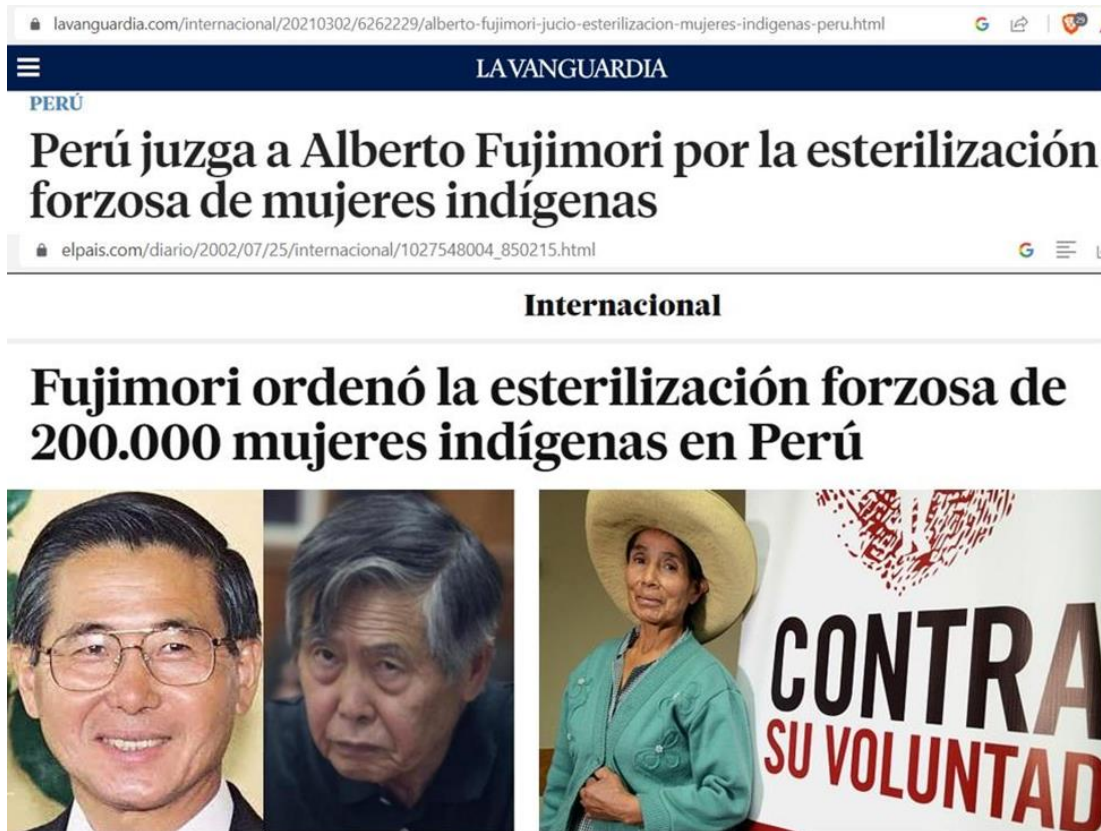 lavanguardia.com/internacional/20210302/6262229/alberto-fujimori-jucio-esterilizacion-mujeres-indigenas-peru.html
29
LA VANGUARDIA
PERÚ
Perú juzga a Alberto Fujimori por la esterilización
forzosa de mujeres indígenas
elpais.com/diario/2002/07/25/internacional/1027548004_850215.html
Internacional
Fujimori ordenó la esterilización forzosa de
200.000 mujeres indígenas en Perú
CONTRA
SU VOLUNTAD